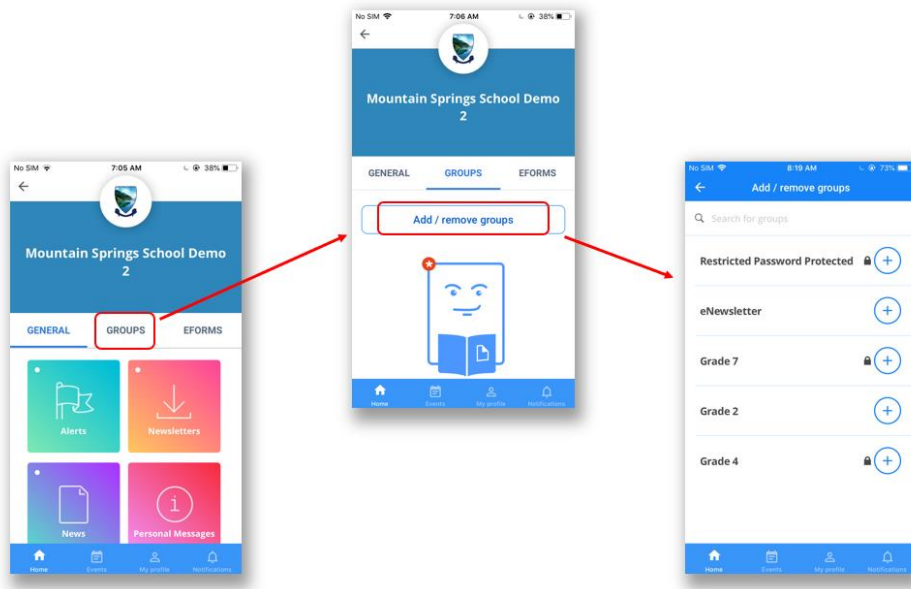 No SIM 7:05 AM 38%
Mountain Springs School Demo
2
GENERAL GROUPS EFORMS
Alerts Newsletters
News Personal Messages
Home Events My profile Notifications
No SIM 7:06 AM 38%
Mountain Springs School Demo
2
GENERAL GROUPS EFORMS
Add / remove groups
Home Events My profile Notifications
No SIM 8:19 AM 73%
Add / remove groups
Search for groups
Restricted Password Protected
eNewsletter
Grade 7
Grade 2
Grade 4
Home Events My profile Notifications